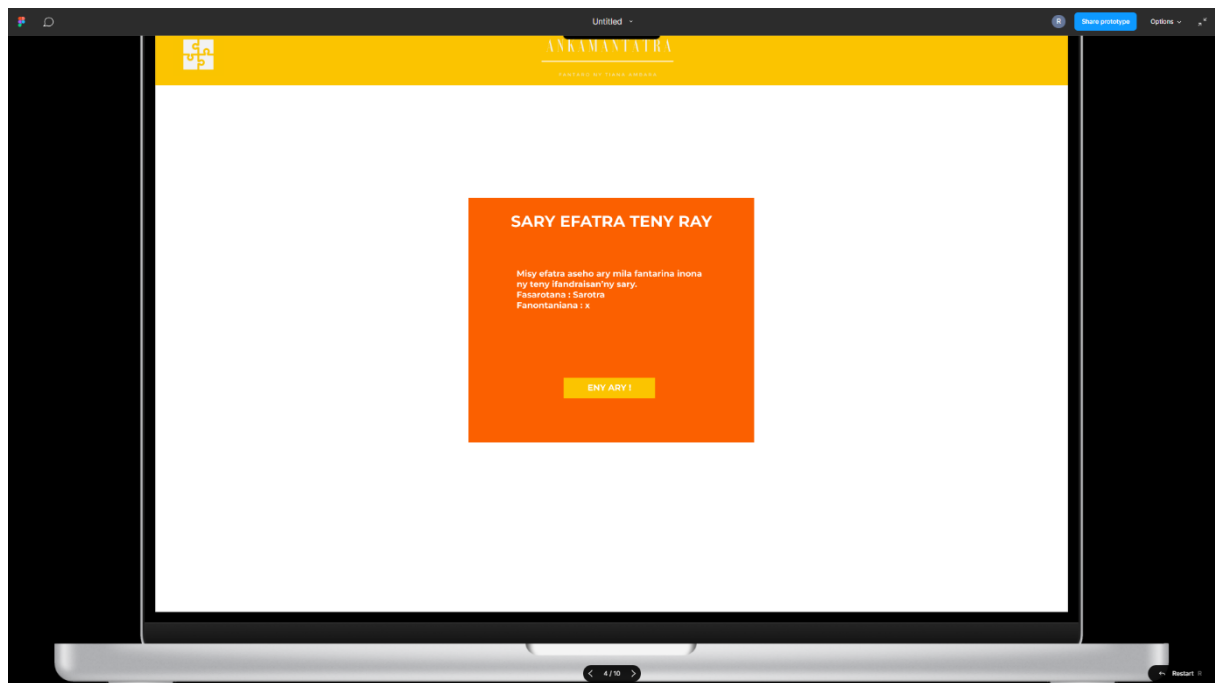 Untitled
R
Share prototype
Options
ANKAMANTATRA
SARY EFATRA TENY RAY
Misy efatra aseho ary mila fantarina inona
ny teny ifandraisan'ny sary.
Fasarotana : Sarotra
Fanontaniana : x
ENY ARY !
4 / 10
Restart R